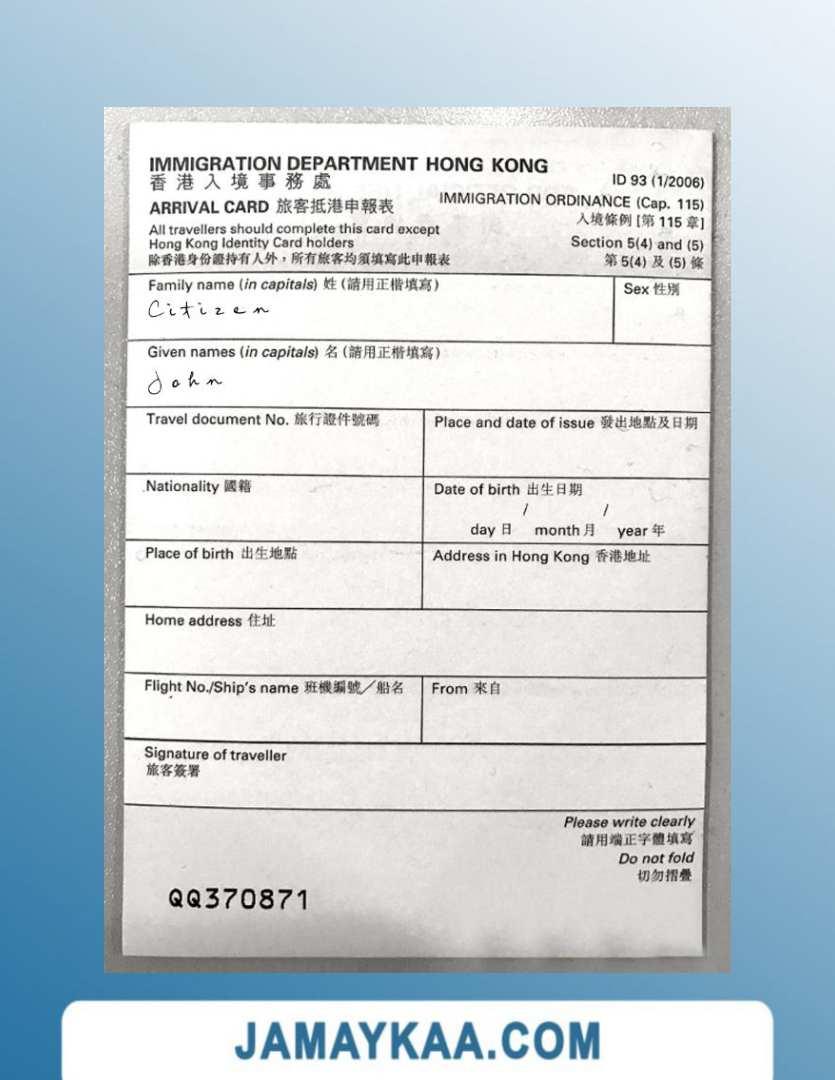 IMMIGRATION DEPARTMENT HONG KONG
香港入境事務處
ID 93 (1/2006)
ARRIVAL CARD 旅客抵港申報表
IMMIGRATION ORDINANCE (Cap. 115)
入境條例 [第 115 章]
All travellers should complete this card except
Hong Kong Identity Card holders
除香港身份證持有人外，所有旅客均須填寫此申報表
Section 5(4) and (5)
第 5(4) 及 (5) 條
Family name (in capitals) 姓 (請用正楷填寫)
Sex 性別
Citizen
Given names (in capitals) 名 (請用正楷填寫)
John
Travel document No. 旅行證件號碼
Place and date of issue 發出地點及日期
Nationality 國籍
Date of birth 出生日期
/ /
day 日 month 月 year 年
Place of birth 出生地點
Address in Hong Kong 香港地址
Home address 住址
Flight No./Ship's name 班機編號／船名
From 來自
Signature of traveller
旅客簽署
Please write clearly
請用端正字體填寫
Do not fold
切勿摺疊
QQ370871
JAMAYKAA.COM